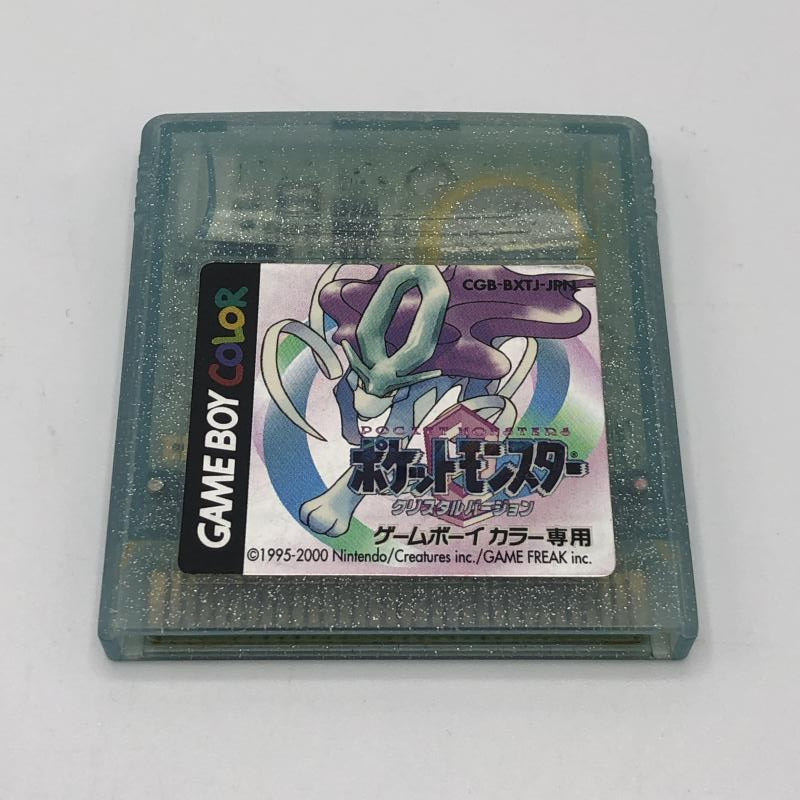 GAME BOY COLOR
CGB-BXTJ-JPN
POCKET MONSTERS
ポケットモンスター
クリスタルバージョン
ゲームボーイカラー専用
©1995-2000 Nintendo/Creatures inc./GAME FREAK inc.